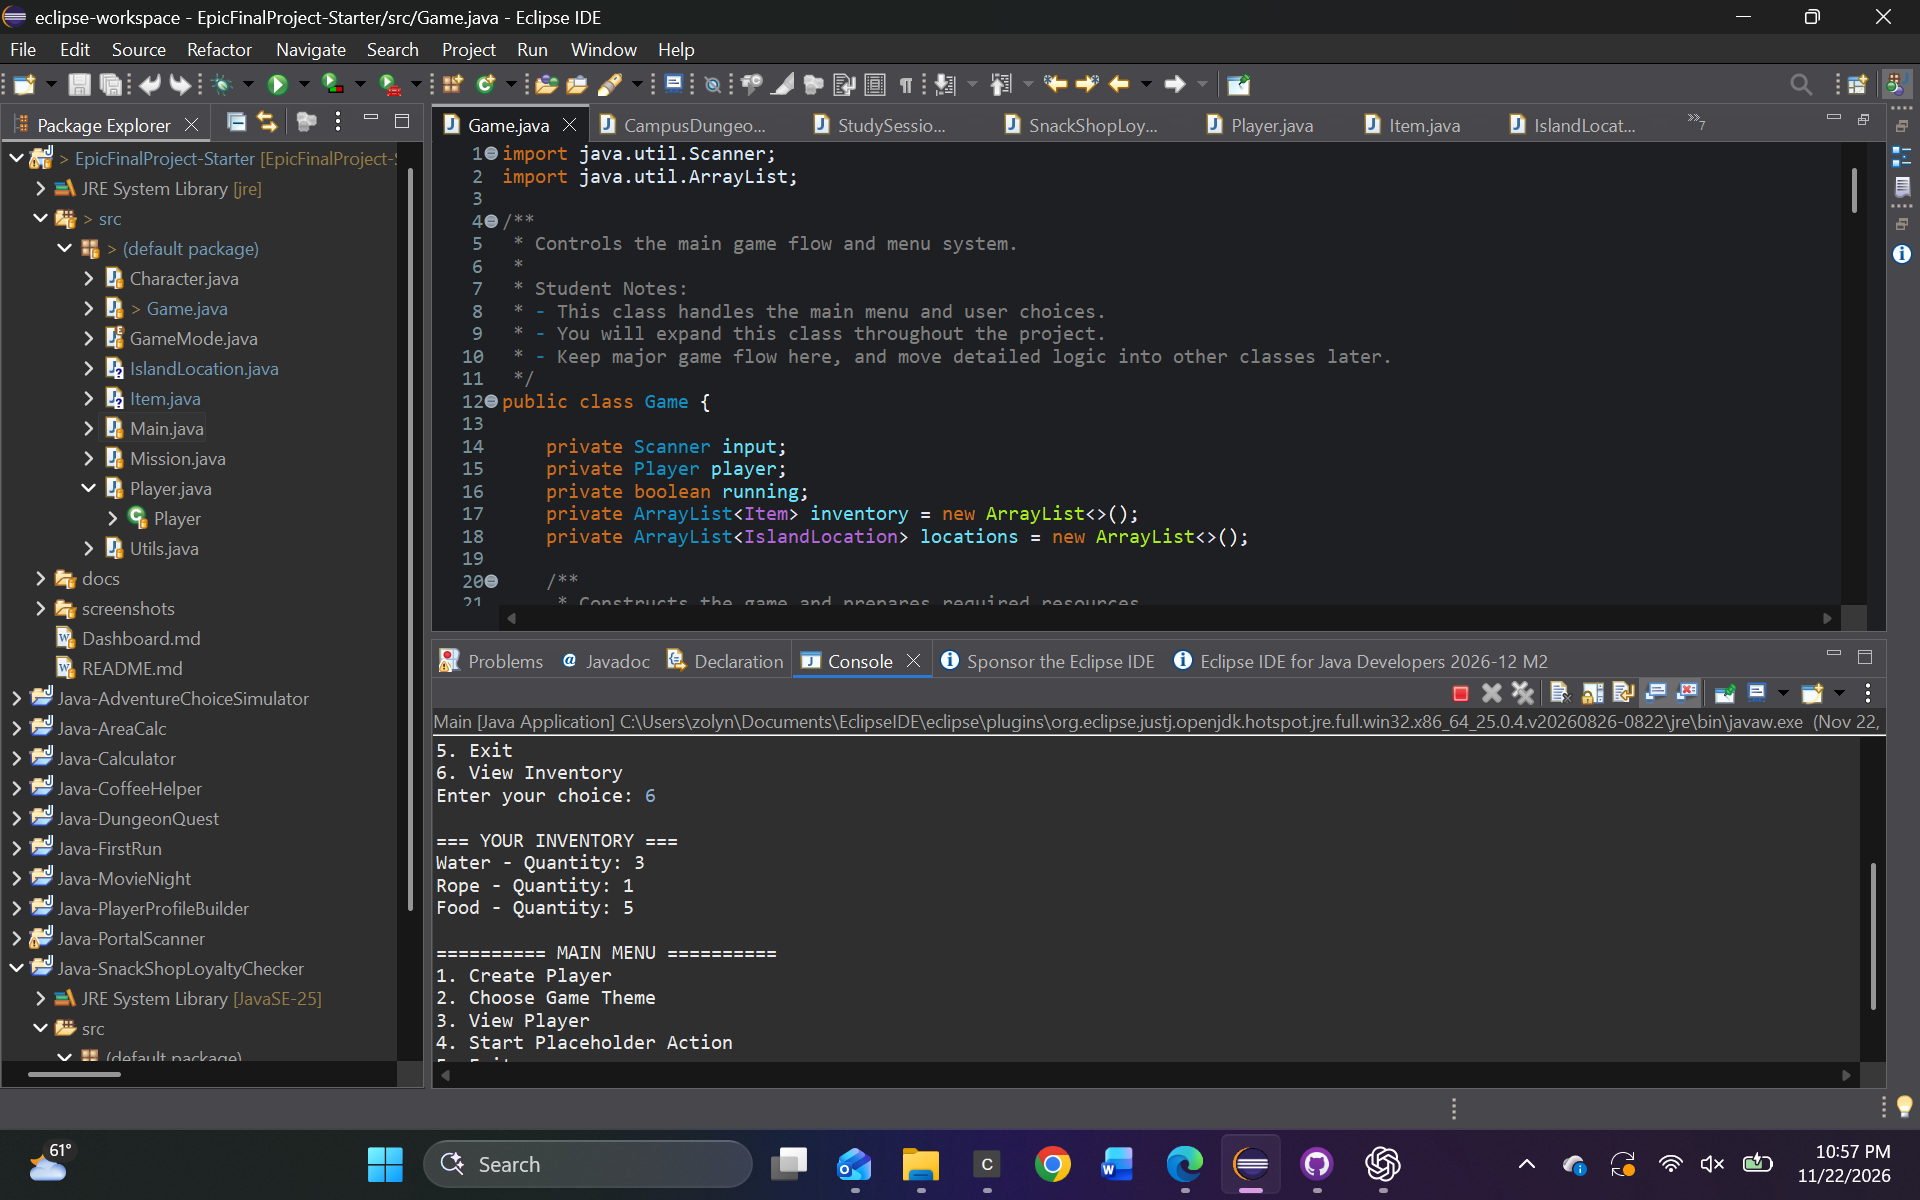 eclipse-workspace - EpicFinalProject-Starter/src/Game.java - Eclipse IDE
File Edit Source Refactor Navigate Search Project Run Window Help
Package Explorer
> EpicFinalProject-Starter [EpicFinalProject-
JRE System Library [jre]
> src
> (default package)
Character.java
> Game.java
GameMode.java
IslandLocation.java
Item.java
Main.java
Mission.java
Player.java
Player
Utils.java
docs
screenshots
Dashboard.md
README.md
Java-AdventureChoiceSimulator
Java-AreaCalc
Java-Calculator
Java-CoffeeHelper
Java-DungeonQuest
Java-FirstRun
Java-MovieNight
Java-PlayerProfileBuilder
Java-PortalScanner
Java-SnackShopLoyaltyChecker
JRE System Library [JavaSE-25]
src
(default package)
Game.java CampusDungeo... StudySessio... SnackShopLoy... Player.java Item.java IslandLocat... »7
1 import java.util.Scanner;
2 import java.util.ArrayList;
3
4 /**
5 * Controls the main game flow and menu system.
6 *
7 * Student Notes:
8 * - This class handles the main menu and user choices.
9 * - You will expand this class throughout the project.
10 * - Keep major game flow here, and move detailed logic into other classes later.
11 */
12 public class Game {
13
14 private Scanner input;
15 private Player player;
16 private boolean running;
17 private ArrayList<Item> inventory = new ArrayList<>();
18 private ArrayList<IslandLocation> locations = new ArrayList<>();
19
20 /**
21 * Constructs the game and prepares required resources
Problems Javadoc Declaration Console Sponsor the Eclipse IDE Eclipse IDE for Java Developers 2026-12 M2
Main [Java Application] C:\Users\zolyn\Documents\EclipseIDE\eclipse\plugins\org.eclipse.justj.openjdk.hotspot.jre.full.win32.x86_64_25.0.4.v20260826-0822\jre\bin\javaw.exe (Nov 22,
5. Exit
6. View Inventory
Enter your choice: 6
=== YOUR INVENTORY ===
Water - Quantity: 3
Rope - Quantity: 1
Food - Quantity: 5
========== MAIN MENU ==========
1. Create Player
2. Choose Game Theme
3. View Player
4. Start Placeholder Action
5. Exit
61°
Search
10:57 PM
11/22/2026